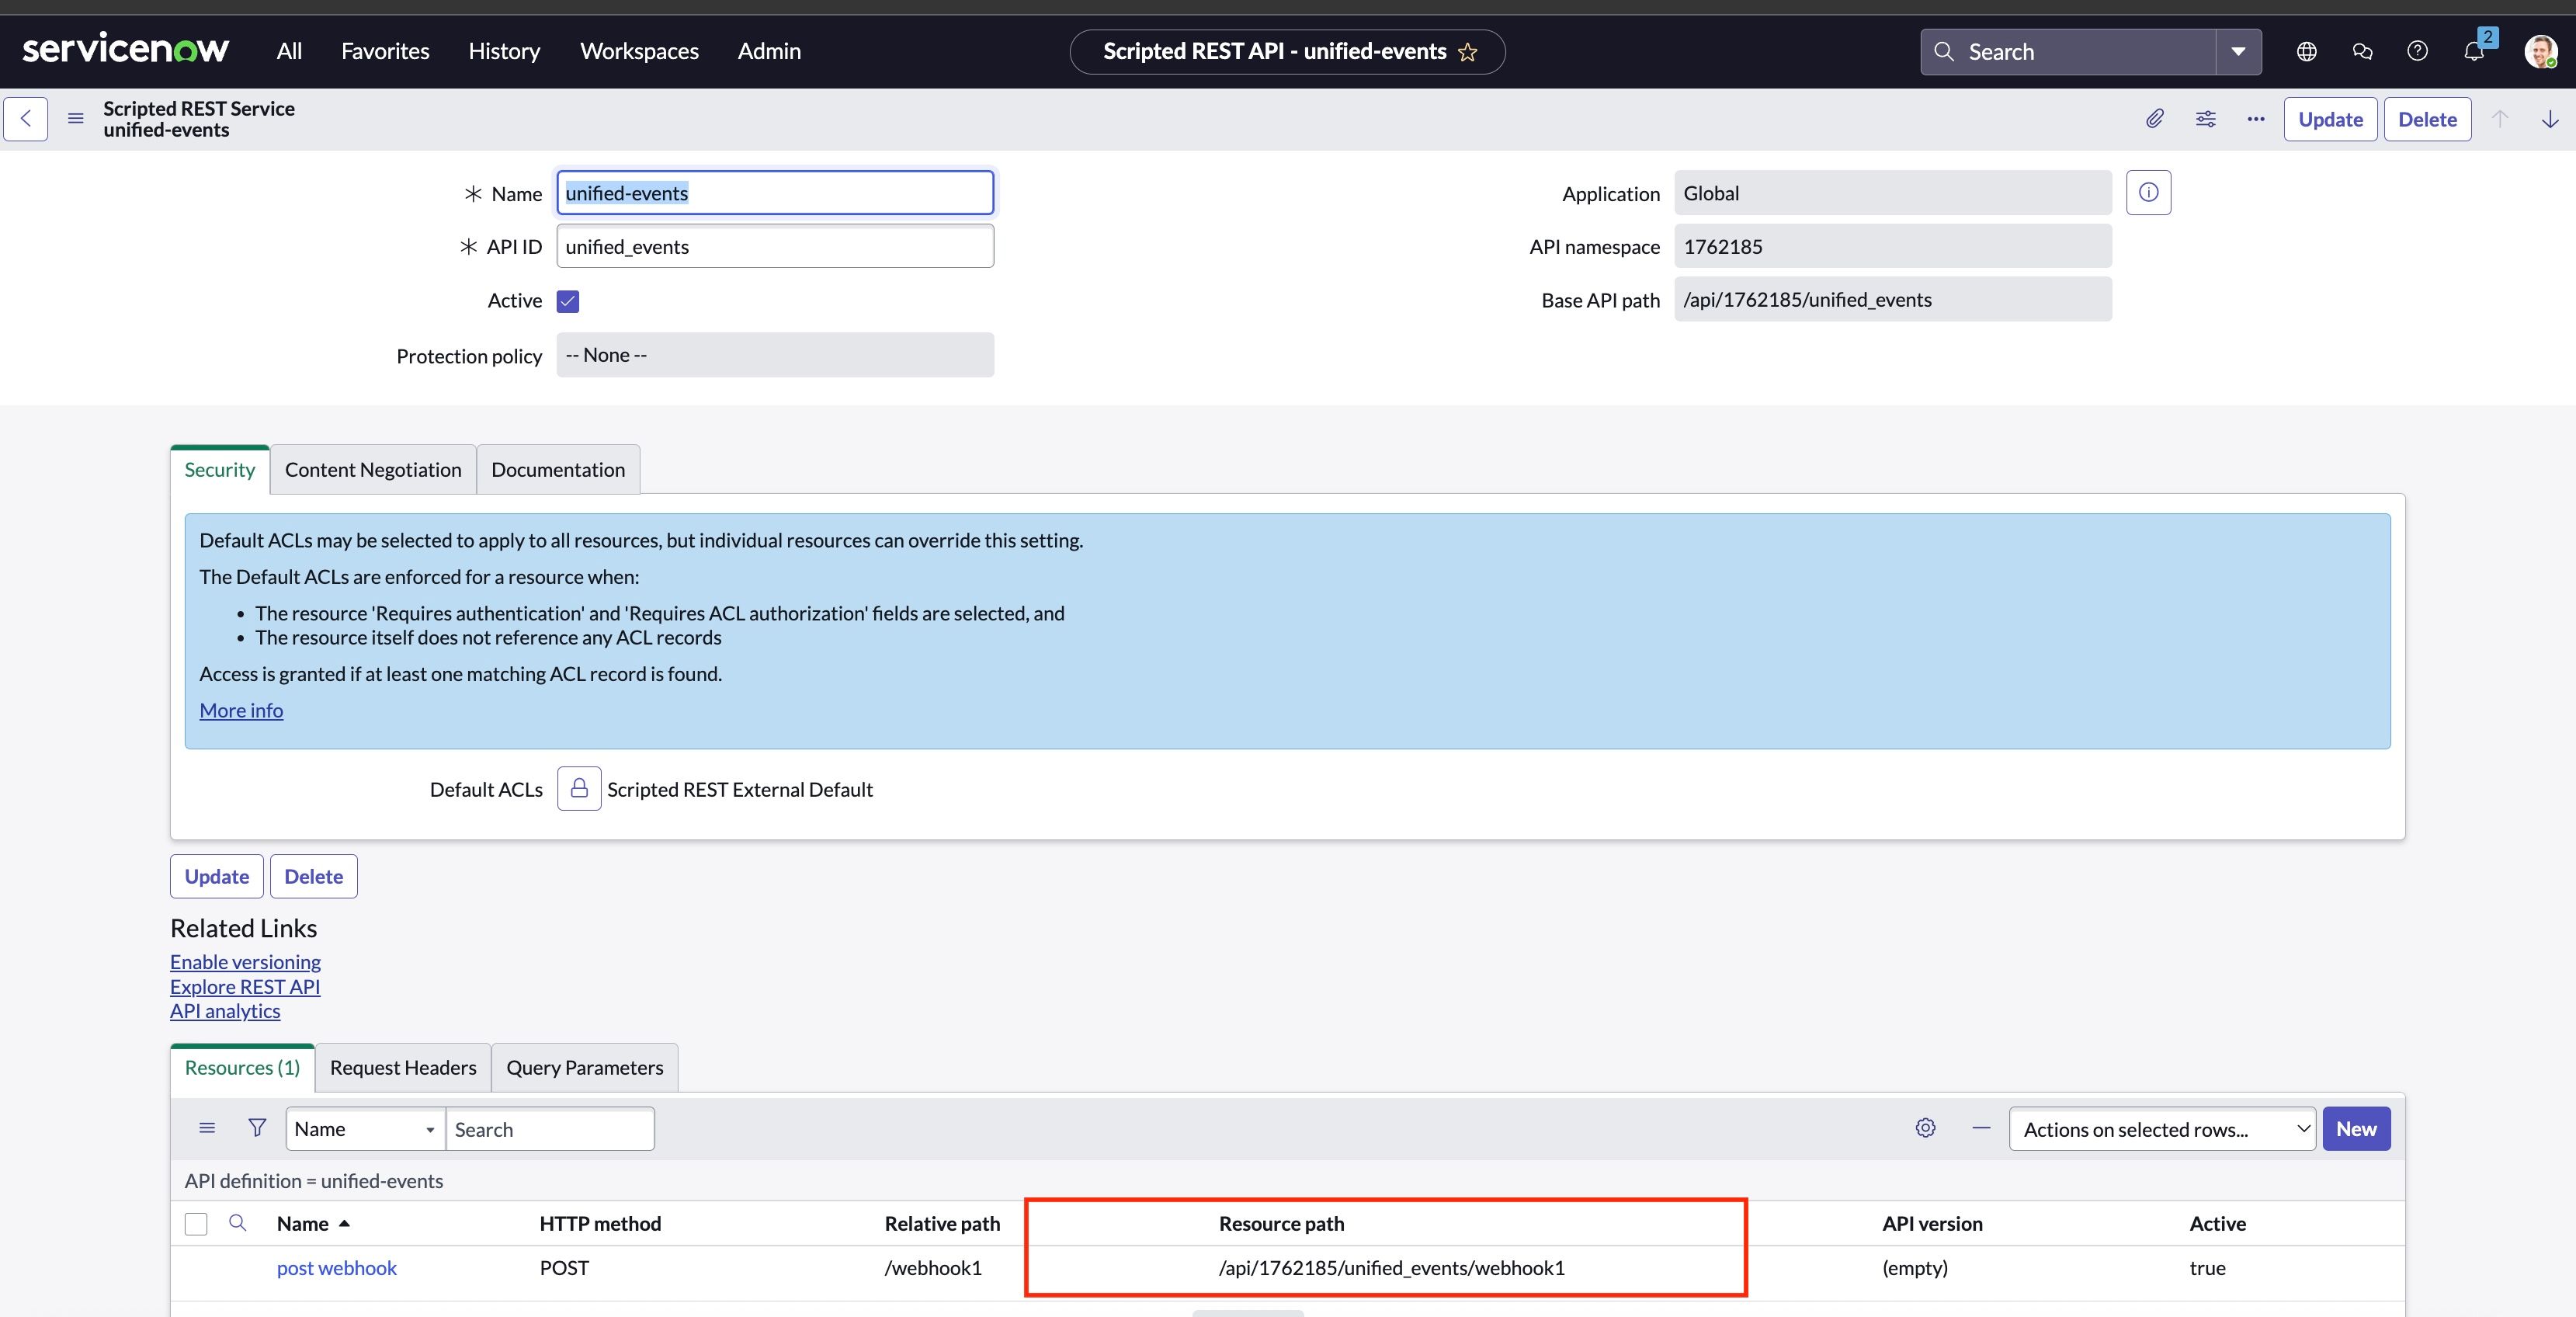 servicenow All Favorites History Workspaces Admin Scripted REST API - unified-events Search 2
Scripted REST Service
unified-events
Update Delete
Name unified-events
Application Global
API ID unified_events
API namespace 1762185
Active
Base API path /api/1762185/unified_events
Protection policy -- None --
Security Content Negotiation Documentation
Default ACLs may be selected to apply to all resources, but individual resources can override this setting.
The Default ACLs are enforced for a resource when:
• The resource 'Requires authentication' and 'Requires ACL authorization' fields are selected, and
• The resource itself does not reference any ACL records
Access is granted if at least one matching ACL record is found.
More info
Default ACLs Scripted REST External Default
Update Delete
Related Links
Enable versioning
Explore REST API
API analytics
Resources (1) Request Headers Query Parameters
Name Search Actions on selected rows... New
API definition = unified-events
Name HTTP method Relative path Resource path API version Active
post webhook POST /webhook1 /api/1762185/unified_events/webhook1 (empty) true